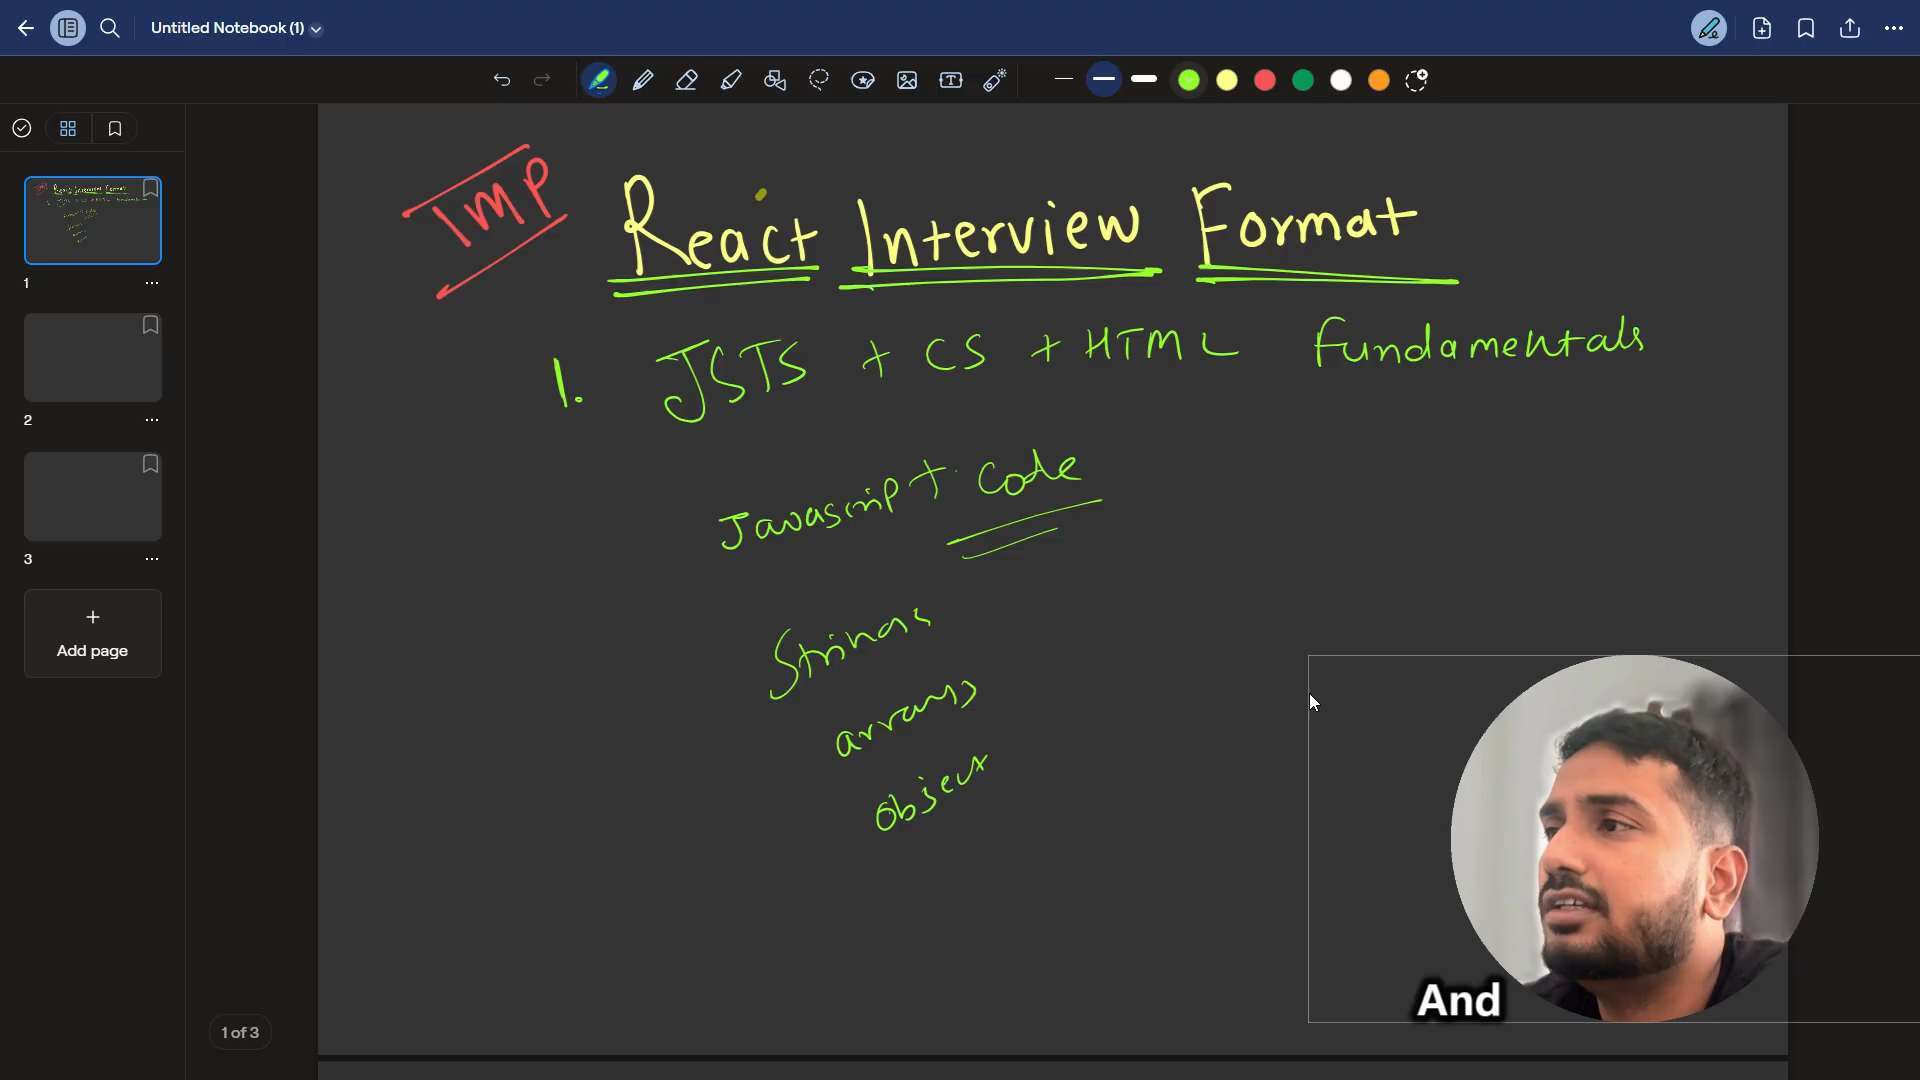 Untitled Notebook (1)
IMP
React Interview Format
1. JSTS + CS + HTML fundamentals
Javascript code
Strings
arrays
Object
1
2
3
+
Add page
1 of 3
And